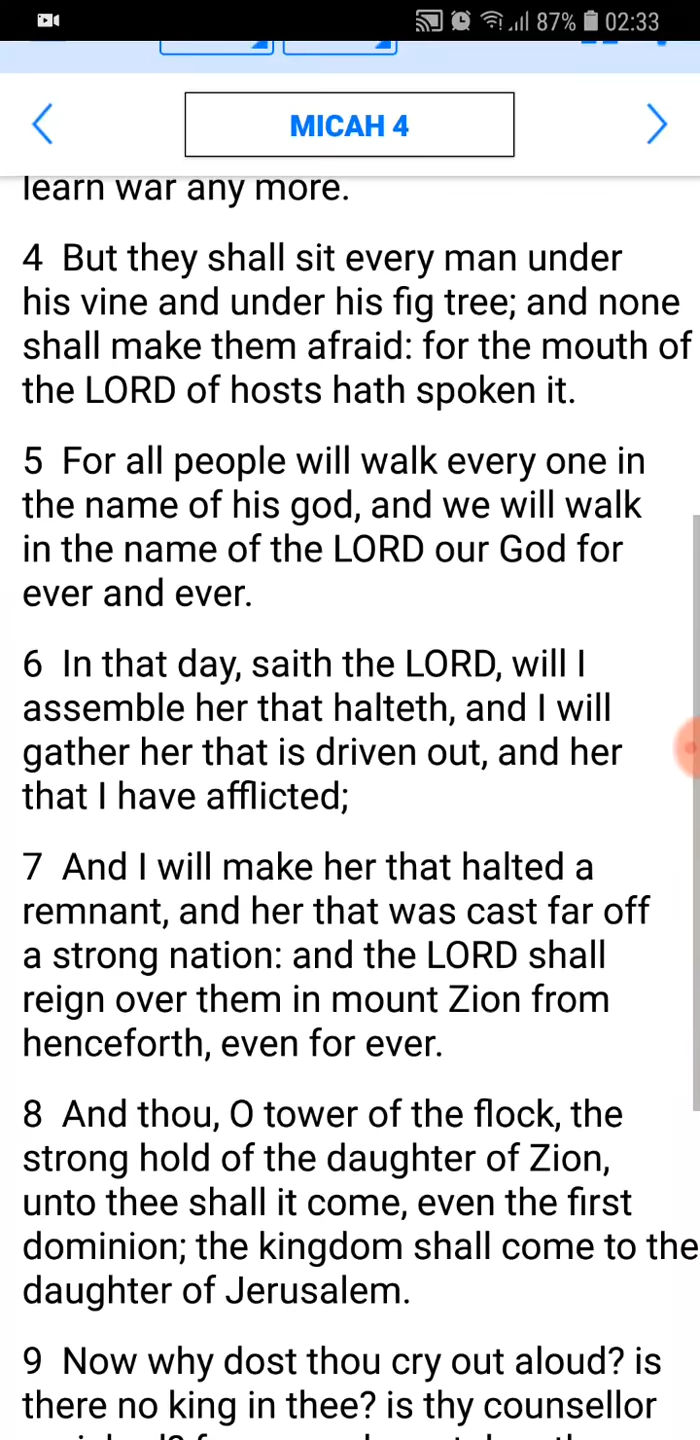 87% 02:33
MICAH 4
learn war any more.
4 But they shall sit every man under
his vine and under his fig tree; and none
shall make them afraid: for the mouth of
the LORD of hosts hath spoken it.
5 For all people will walk every one in
the name of his god, and we will walk
in the name of the LORD our God for
ever and ever.
6 In that day, saith the LORD, will I
assemble her that halteth, and I will
gather her that is driven out, and her
that I have afflicted;
7 And I will make her that halted a
remnant, and her that was cast far off
a strong nation: and the LORD shall
reign over them in mount Zion from
henceforth, even for ever.
8 And thou, O tower of the flock, the
strong hold of the daughter of Zion,
unto thee shall it come, even the first
dominion; the kingdom shall come to the
daughter of Jerusalem.
9 Now why dost thou cry out aloud? is
there no king in thee? is thy counsellor